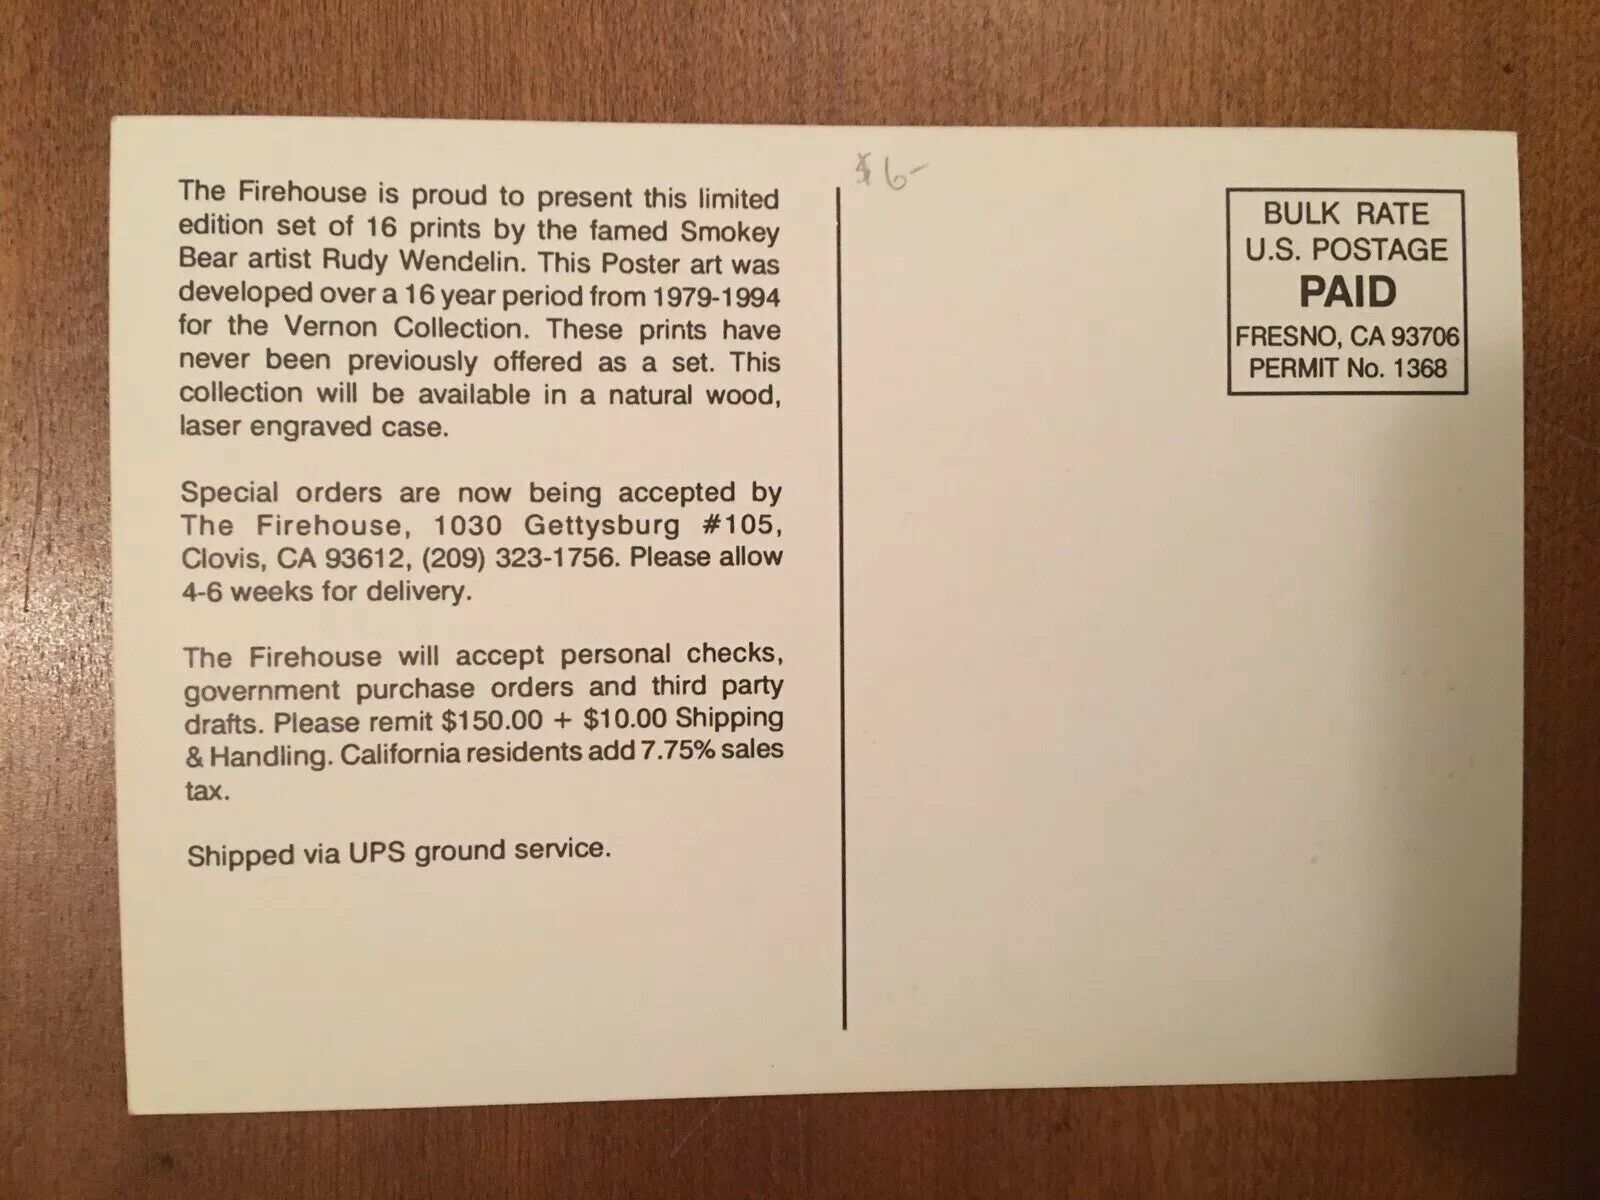 The Firehouse is proud to present this limited
edition set of 16 prints by the famed Smokey
Bear artist Rudy Wendelin. This Poster art was
developed over a 16 year period from 1979-1994
for the Vernon Collection. These prints have
never been previously offered as a set. This
collection will be available in a natural wood,
laser engraved case.
Special orders are now being accepted by
The Firehouse, 1030 Gettysburg #105,
Clovis, CA 93612, (209) 323-1756. Please allow
4-6 weeks for delivery.
The Firehouse will accept personal checks,
government purchase orders and third party
drafts. Please remit $150.00 + $10.00 Shipping
& Handling. California residents add 7.75% sales
tax.
Shipped via UPS ground service.
$6-
BULK RATE
U.S. POSTAGE
PAID
FRESNO, CA 93706
PERMIT No. 1368